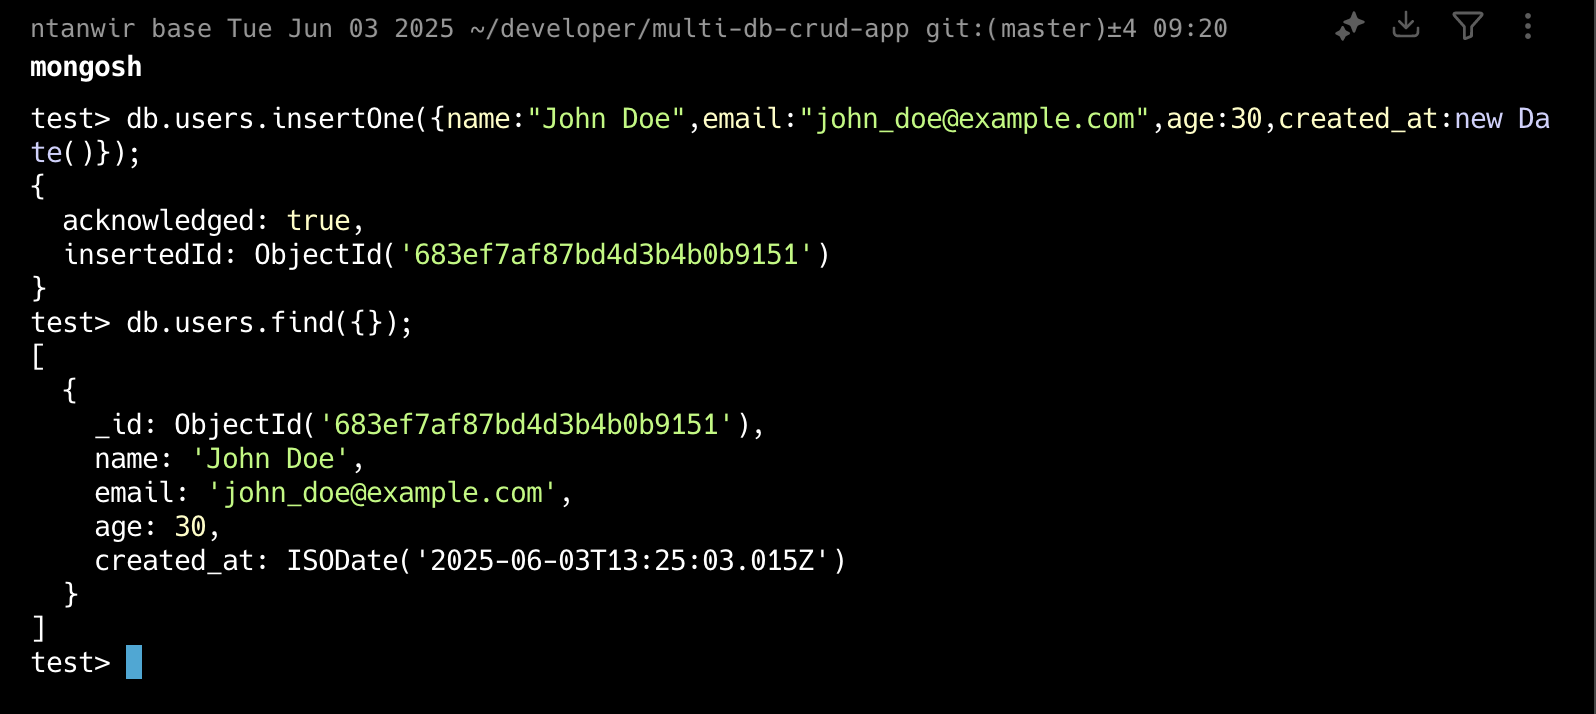 ntanwir base Tue Jun 03 2025 ~/developer/multi-db-crud-app git:(master)±4 09:20
mongosh
test> db.users.insertOne({name:"John Doe",email:"john_doe@example.com",age:30,created_at:new Da
te()});
{
  acknowledged: true,
  insertedId: ObjectId('683ef7af87bd4d3b4b0b9151')
}
test> db.users.find({});
[
  {
    _id: ObjectId('683ef7af87bd4d3b4b0b9151'),
    name: 'John Doe',
    email: 'john_doe@example.com',
    age: 30,
    created_at: ISODate('2025-06-03T13:25:03.015Z')
  }
]
test>